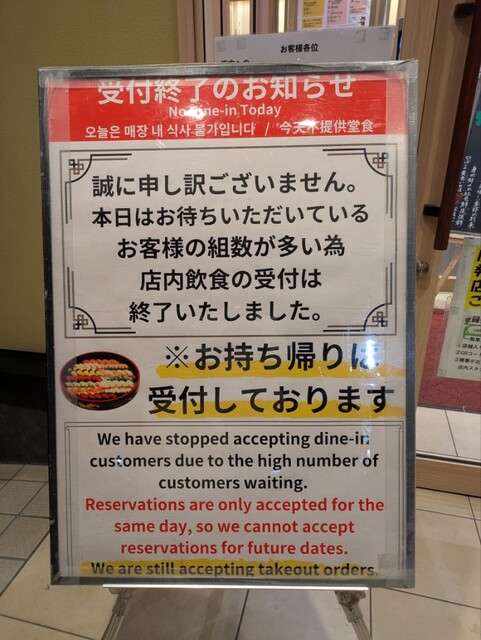 お客様各位
受付終了のお知らせ
No Dine-in Today
오늘은 매장 내 식사 불가입니다 / 今天不提供堂食
誠に申し訳ございません。
本日はお待ちいただいている
お客様の組数が多い為
店内飲食の受付は
終了いたしました。
※お持ち帰りは
受付しております
We have stopped accepting dine-in
customers due to the high number of
customers waiting.
Reservations are only accepted for the
same day, so we cannot accept
reservations for future dates.
We are still accepting takeout orders.